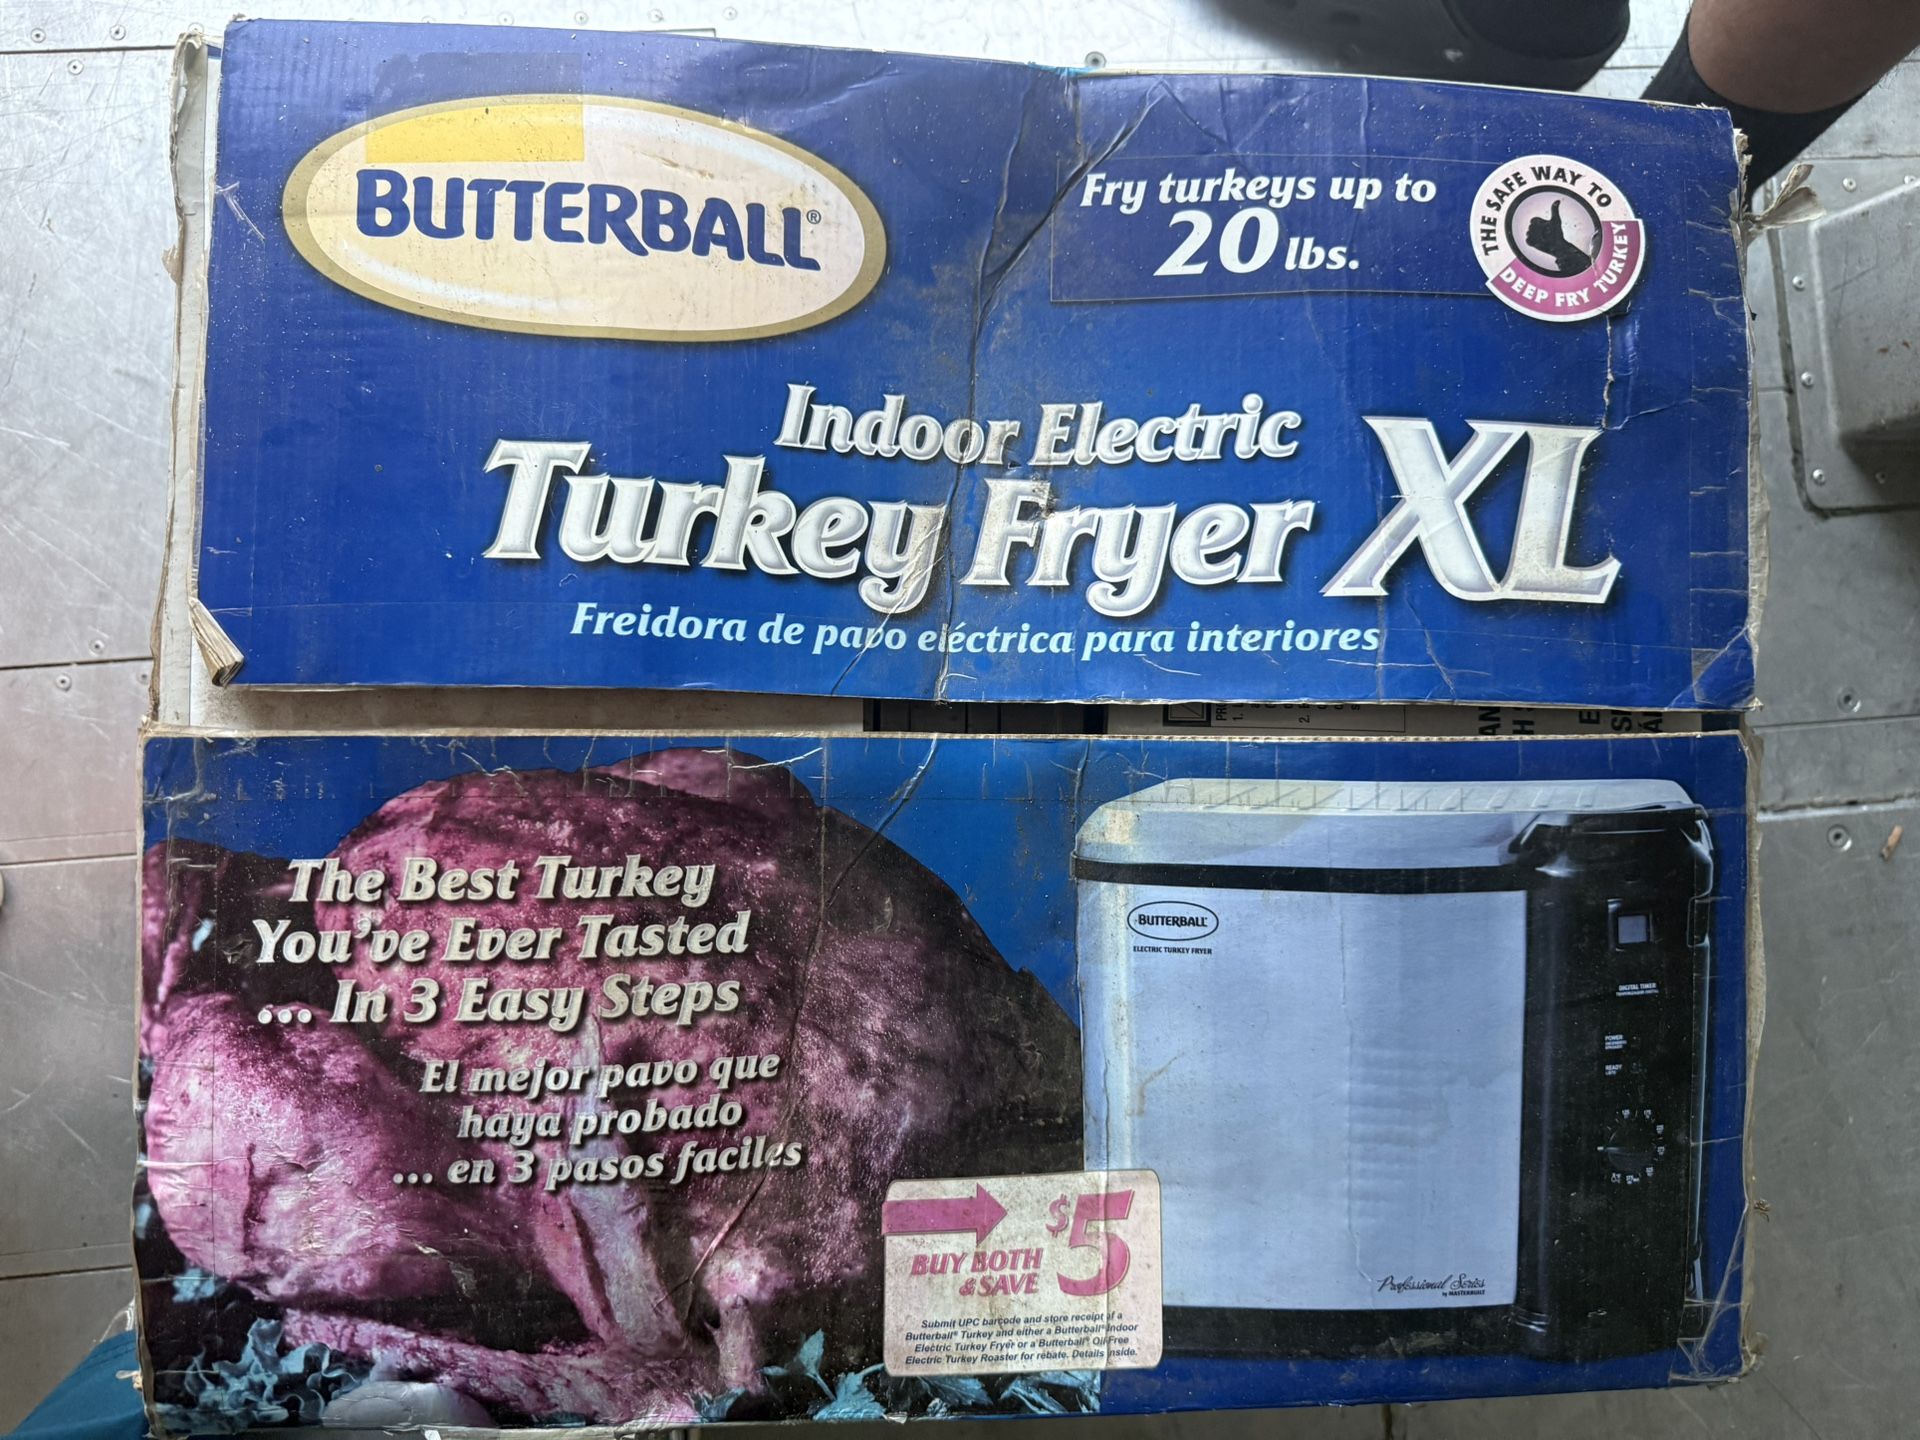 BUTTERBALL®
Fry turkeys up to
20 lbs.
THE SAFE WAY TO
DEEP FRY TURKEY
Indoor Electric
Turkey Fryer XL
Freidora de pavo eléctrica para interiores
The Best Turkey
You've Ever Tasted
... In 3 Easy Steps
El mejor pavo que
haya probado
... en 3 pasos faciles
BUY BOTH
& SAVE
$5
Submit UPC barcode and store receipt of a
Butterball® Turkey and either a Butterball® Indoor
Electric Turkey Fryer or a Butterball® Oil-Free
Electric Turkey Roaster for rebate. Details inside.
BUTTERBALL
ELECTRIC TURKEY FRYER
DIGITAL TIMER
POWER
READY
Professional Series
by MASTERBUILT